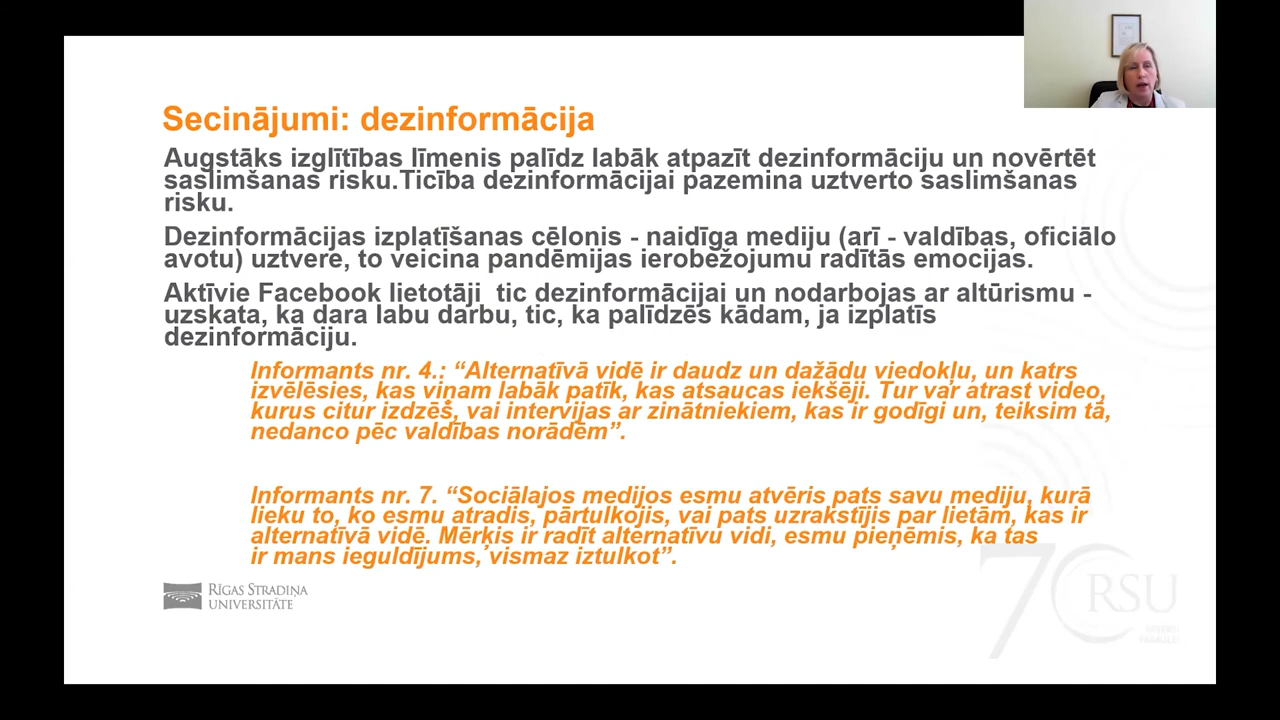 Secinājumi: dezinformācija
Augstāks izglītības līmenis palīdz labāk atpazīt dezinformāciju un novērtēt
saslimšanas risku.Ticība dezinformācijai pazemina uztverto saslimšanas
risku.
Dezinformācijas izplatīšanas cēlonis - naidīga mediju (arī - valdības, oficiālo
avotu) uztvere, to veicina pandēmijas ierobežojumu radītās emocijas.
Aktīvie Facebook lietotāji tic dezinformācijai un nodarbojas ar altūrismu -
uzskata, ka dara labu darbu, tic, ka palīdzēs kādam, ja izplatīs
dezinformāciju.
Informants nr. 4.: “Alternatīvā vidē ir daudz un dažādu viedokļu, un katrs
izvēlēsies, kas viņam labāk patīk, kas atsaucas iekšēji. Tur var atrast video,
kurus citur izdzēš, vai intervijas ar zinātniekiem, kas ir godīgi un, teiksim tā,
nedanco pēc valdības norādēm”.
Informants nr. 7. “Sociālajos medijos esmu atvēris pats savu mediju, kurā
lieku to, ko esmu atradis, pārtulkojis, vai pats uzrakstījis par lietām, kas ir
alternatīvā vidē. Mērķis ir radīt alternatīvu vidi, esmu pieņēmis, ka tas
ir mans ieguldījums, vismaz iztulkot”.
RĪGAS STRADIŅA
UNIVERSITĀTE
70
RSU